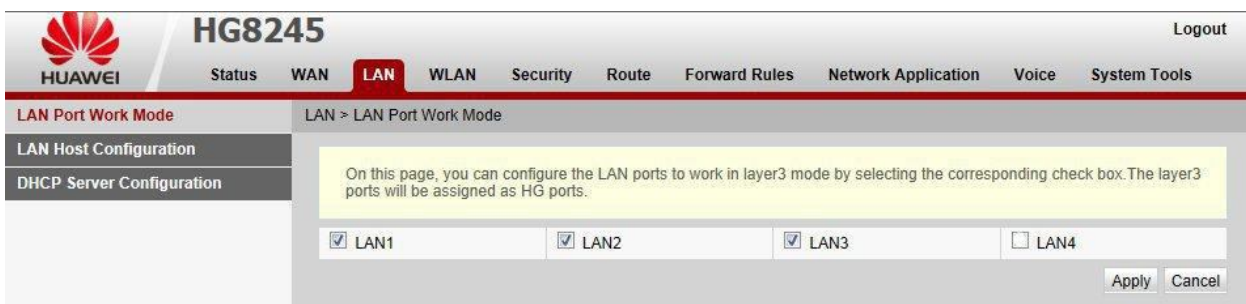 HG8245
Logout
HUAWEI
Status WAN LAN WLAN Security Route Forward Rules Network Application Voice System Tools
LAN Port Work Mode
LAN > LAN Port Work Mode
LAN Host Configuration
DHCP Server Configuration
On this page, you can configure the LAN ports to work in layer3 mode by selecting the corresponding check box.The layer3
ports will be assigned as HG ports.
LAN1 LAN2 LAN3 LAN4
Apply Cancel